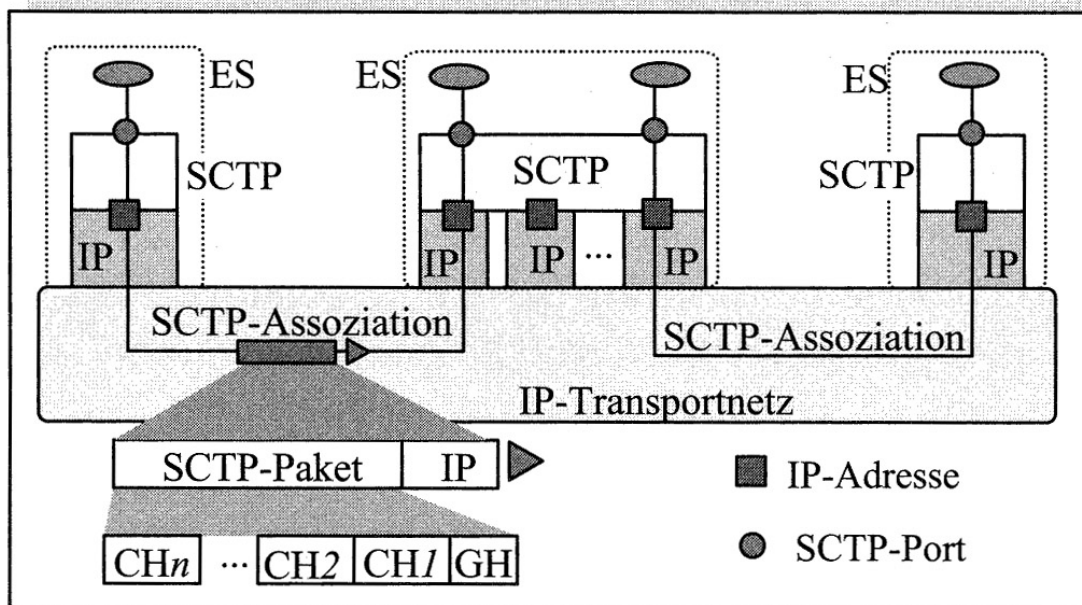 ES ES ES
SCTP SCTP SCTP
IP IP IP ... IP IP
SCTP-Assoziation SCTP-Assoziation
IP-Transportnetz
SCTP-Paket IP
IP-Adresse
CHn ... CH2 CH1 GH
SCTP-Port